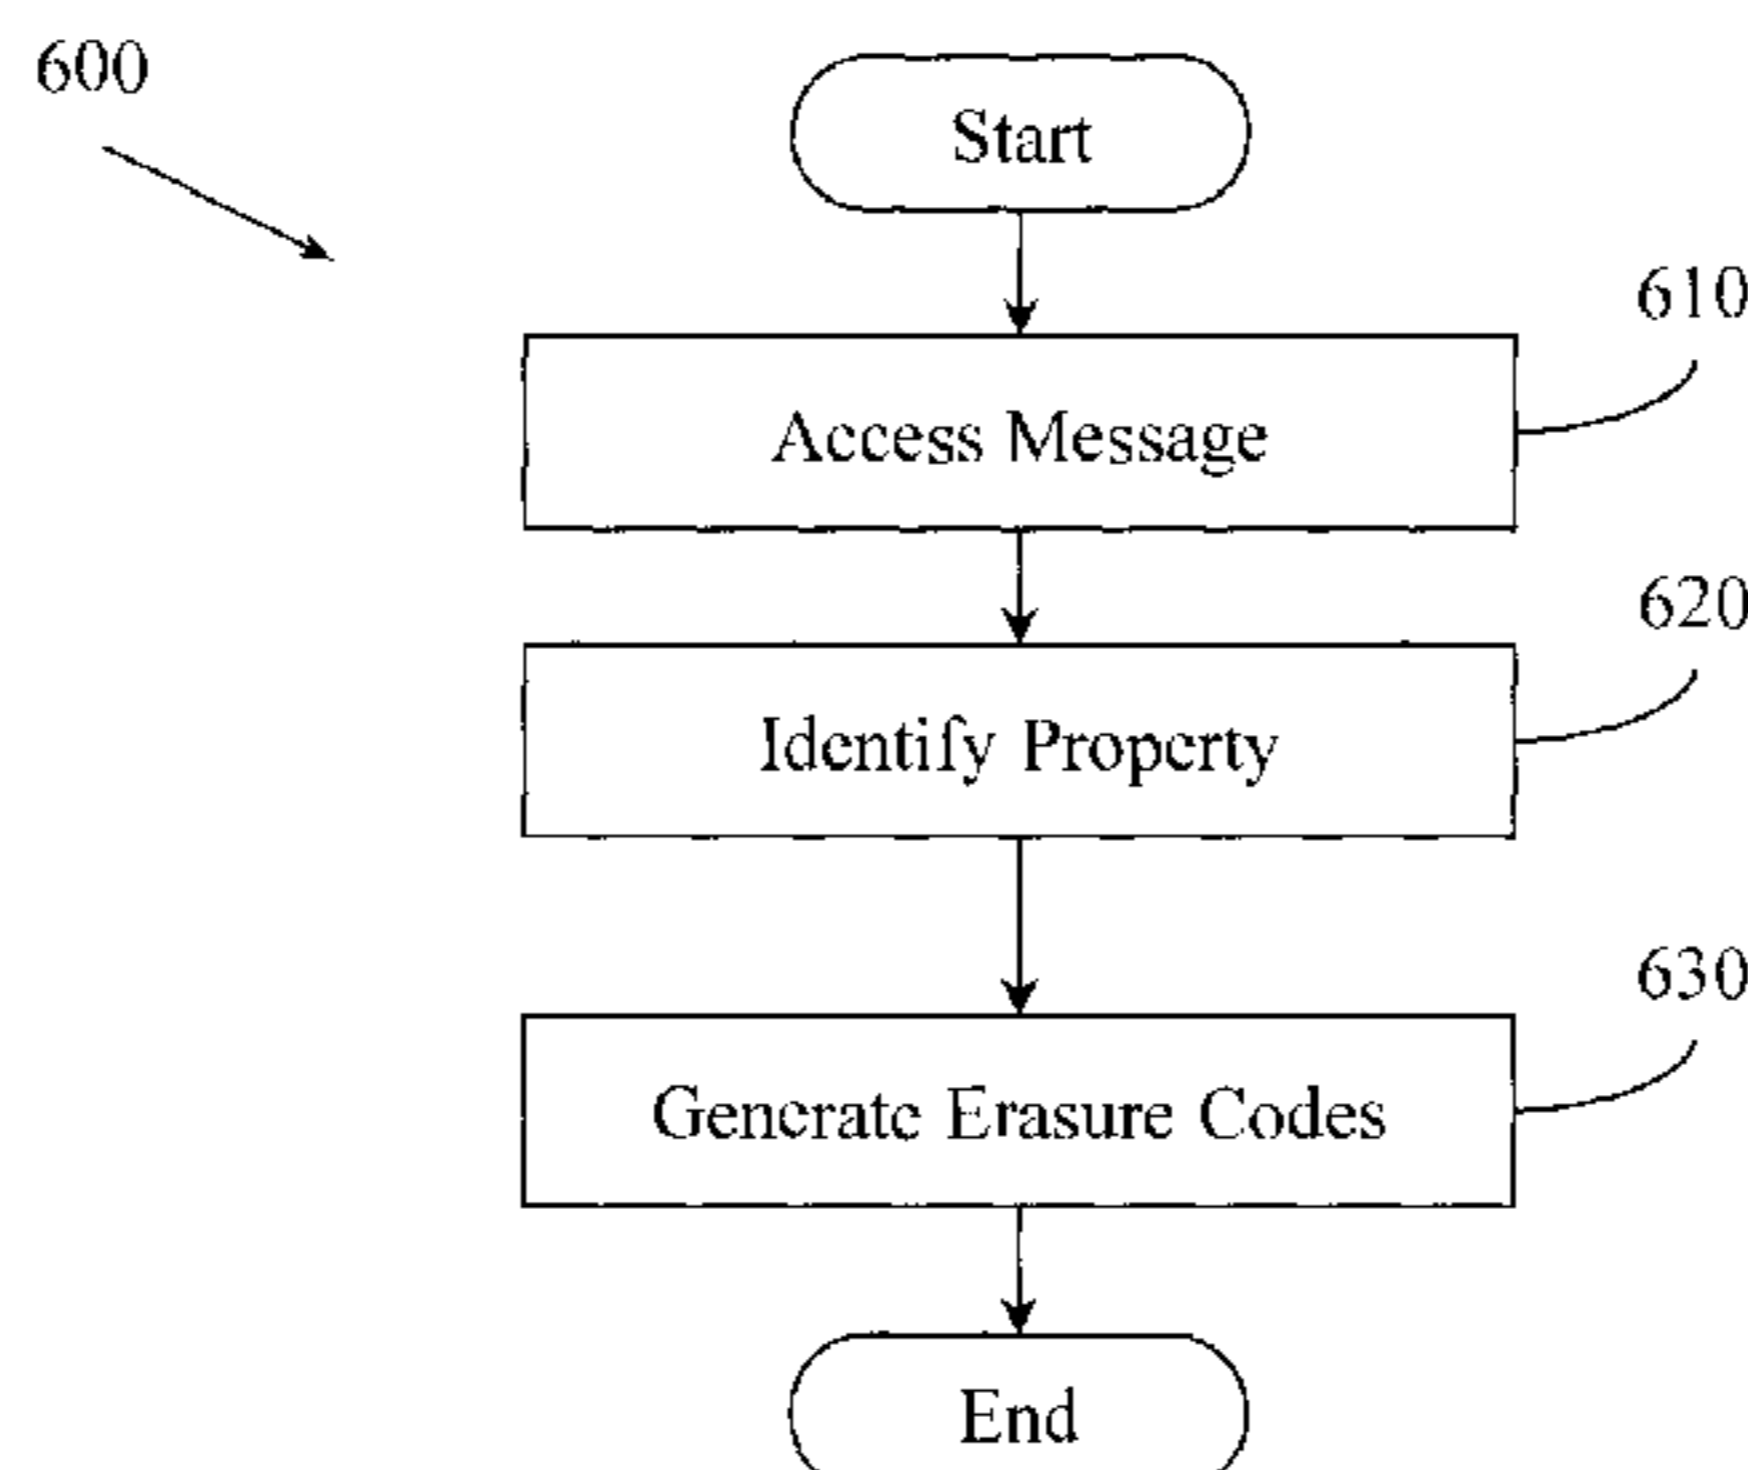 600
Start
610
Access Message
620
Identify Property
630
Generate Erasure Codes
End